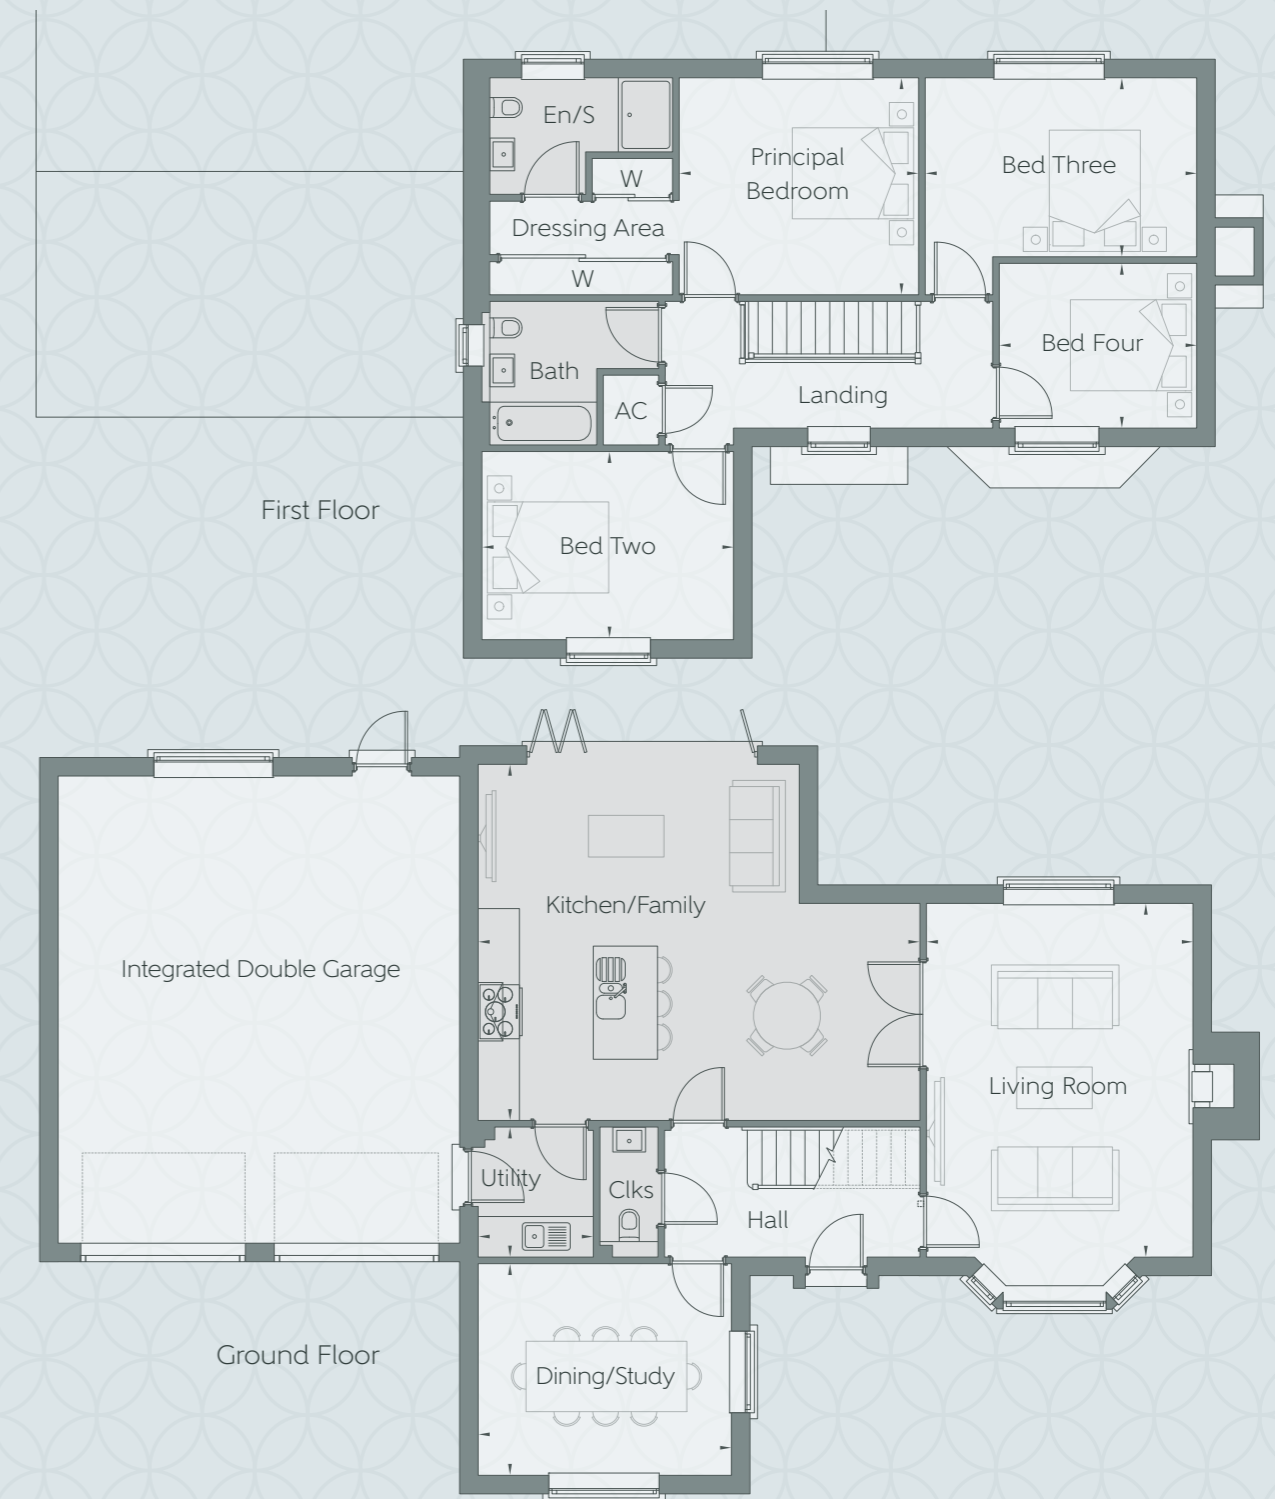 En/S
W
Principal
Bedroom
Bed Three
Dressing Area
W
Bath
AC
Landing
Bed Four
First Floor
Bed Two
Kitchen/Family
Integrated Double Garage
Living Room
Utility
Clks
Hall
Ground Floor
Dining/Study